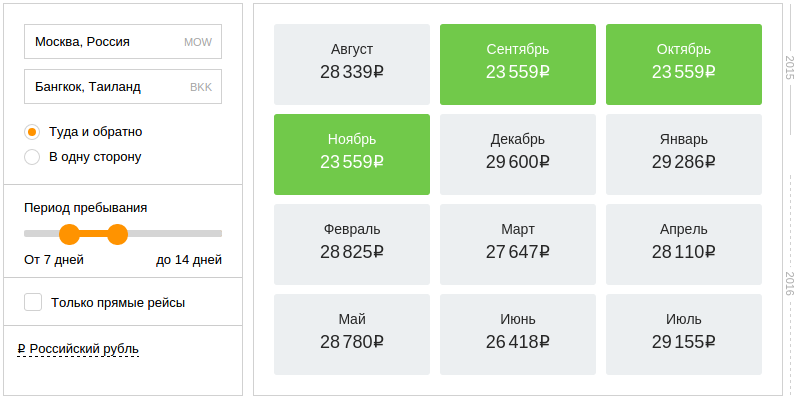 Москва, Россия MOW
Бангкок, Таиланд BKK
Туда и обратно
В одну сторону
Период пребывания
От 7 дней до 14 дней
Только прямые рейсы
₽ Российский рубль
Август
28 339₽
Сентябрь
23 559₽
Октябрь
23 559₽
Ноябрь
23 559₽
Декабрь
29 600₽
Январь
29 286₽
Февраль
28 825₽
Март
27 647₽
Апрель
28 110₽
Май
28 780₽
Июнь
26 418₽
Июль
29 155₽
2015
2016